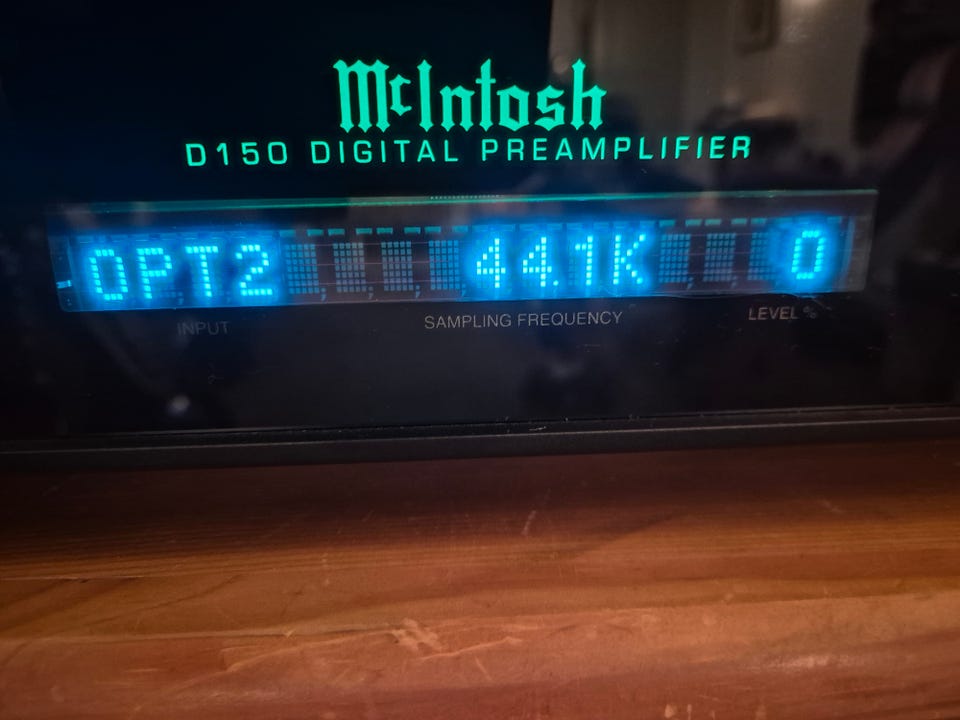 McIntosh
D150 DIGITAL PREAMPLIFIER
OPT2 44.1K 0
INPUT SAMPLING FREQUENCY LEVEL %